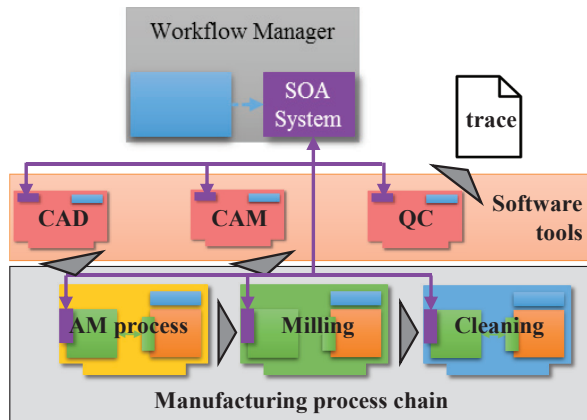 Workflow Manager
SOA
System
trace
CAD
CAM
QC
Software
tools
AM process
Milling
Cleaning
Manufacturing process chain